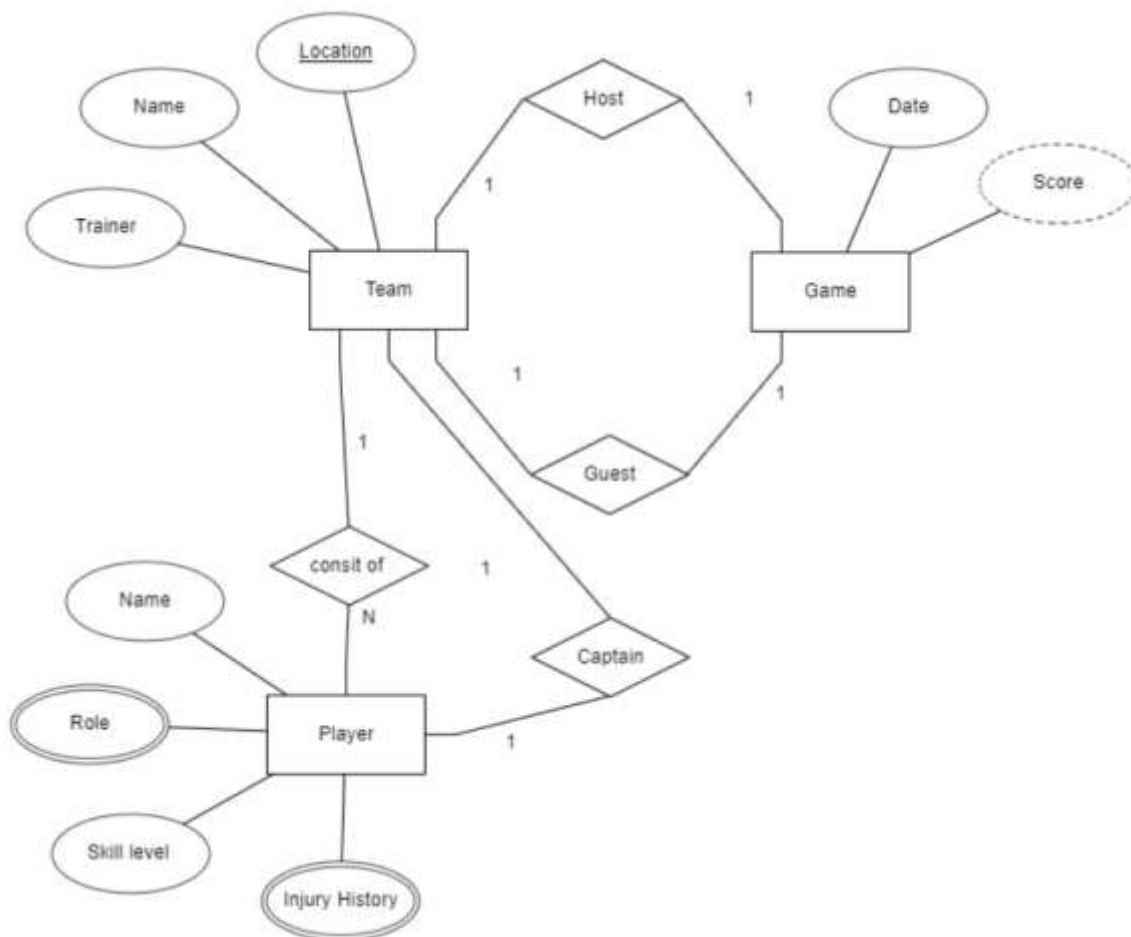 Location
Name
Host
1
Date
Trainer
1
Score
Team
Game
1
1
1
Guest
consit of
1
Name
N
Captain
Role
Player
1
Skill level
Injury History